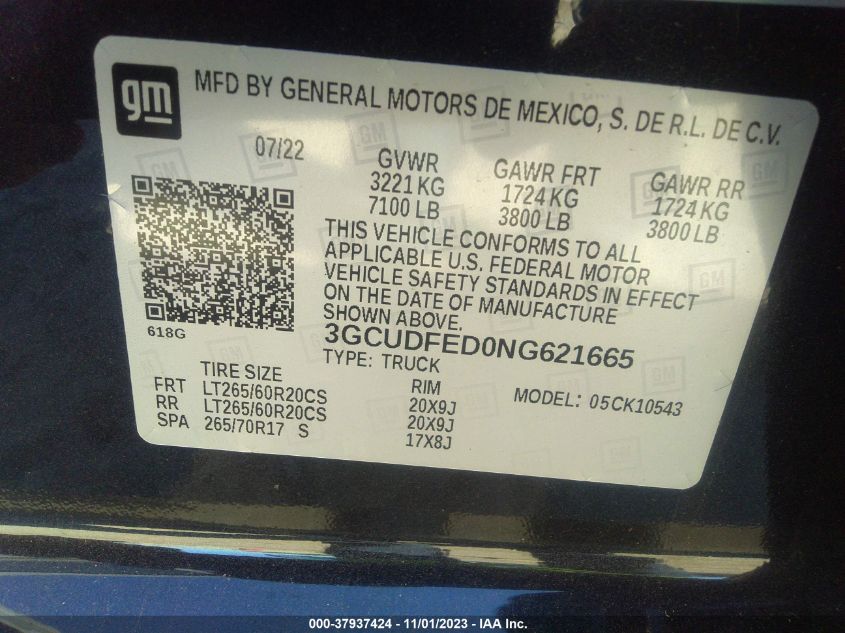 gm
MFD BY GENERAL MOTORS DE MEXICO, S. DE R.L. DE C.V.
07/22
GVWR GAWR FRT GAWR RR
3221 KG 1724 KG 1724 KG
7100 LB 3800 LB 3800 LB
THIS VEHICLE CONFORMS TO ALL
APPLICABLE U.S. FEDERAL MOTOR
VEHICLE SAFETY STANDARDS IN EFFECT
ON THE DATE OF MANUFACTURE
SHOWN ABOVE.
618G
3GCUDFED0NG621665
TYPE: TRUCK
TIRE SIZE RIM MODEL: 05CK10543
FRT LT265/60R20CS 20X9J
RR LT265/60R20CS 20X9J
SPA 265/70R17 S 17X8J
000-37937424 - 11/01/2023 - IAA Inc.